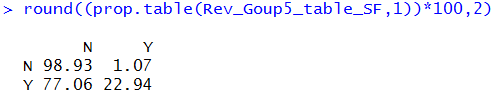 > round((prop.table(Rev_Goup5_table_SF,1))*100,2)
N Y
N 98.93 1.07
Y 77.06 22.94